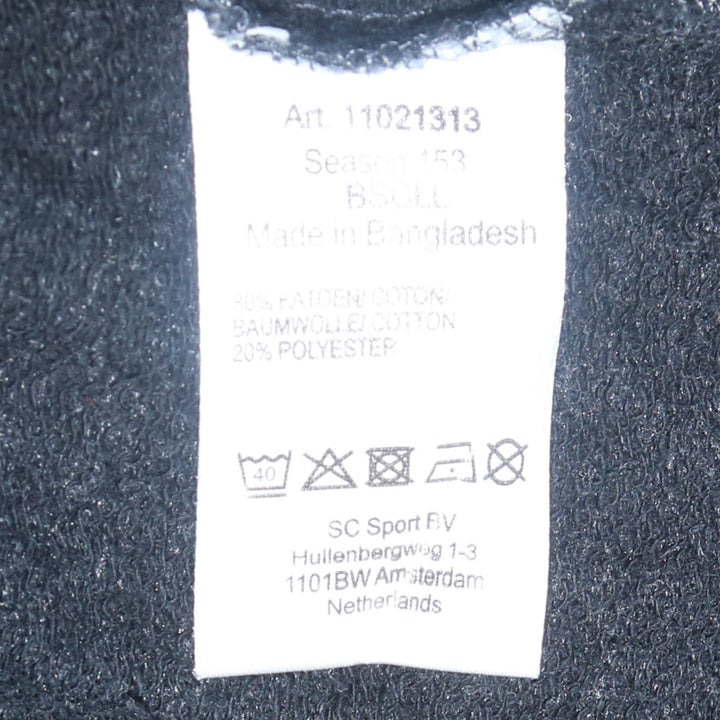 Art. 11021313
Season 153
BSCLL
Made in Bangladesh
80% KATOEN/ COTON/
BAUMWOLLE/ COTTON
20% POLYESTER
40
SC Sport BV
Hullenbergweg 1-3
1101BW Amsterdam
Netherlands